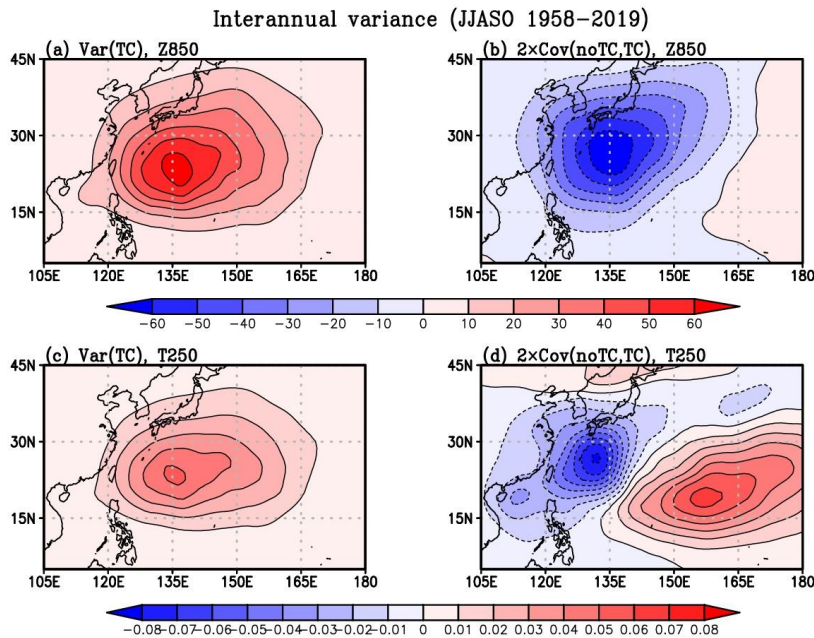 Interannual variance (JJASO 1958−2019)
(a) Var(TC), Z850
(b) 2×Cov(noTC,TC), Z850
45N
30N
15N
105E 120E 135E 150E 165E 180
45N
30N
15N
105E 120E 135E 150E 165E 180
−60 −50 −40 −30 −20 −10 0 10 20 30 40 50 60
(c) Var(TC), T250
(d) 2×Cov(noTC,TC), T250
45N
30N
15N
105E 120E 135E 150E 165E 180
45N
30N
15N
105E 120E 135E 150E 165E 180
−0.08 −0.07 −0.06 −0.05 −0.04 −0.03 −0.02 −0.01 0 0.01 0.02 0.03 0.04 0.05 0.06 0.07 0.08